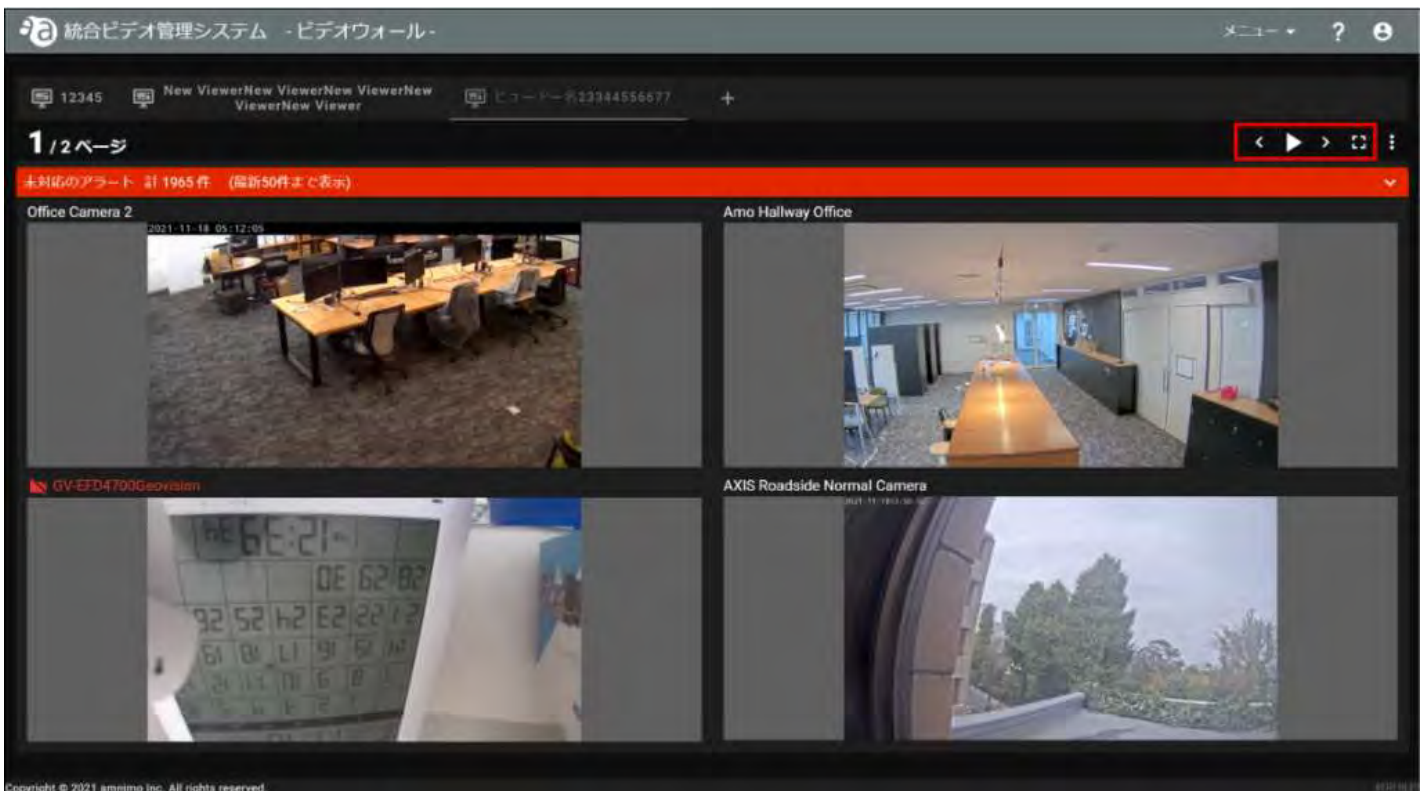 統合ビデオ管理システム -ビデオウォール-
メニュー
?
12345
New ViewerNew ViewerNew ViewerNew
ViewerNew Viewer
+
1 / 2 ページ
未対応のアラート 計 1965 件 (最新50件まで表示)
Office Camera 2
Amo Hallway Office
2021-11-18 05:12:05
GV-EFD4700Geovision
AXIS Roadside Normal Camera
Copyright © 2021 amnimo Inc. All rights reserved.